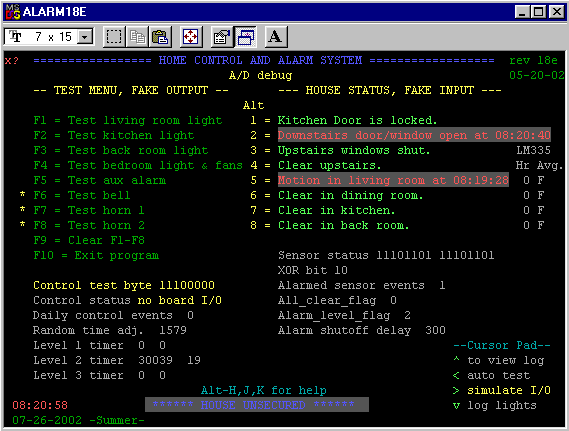 ALARM18E
7 x 15
A
x? ================= HOME CONTROL AND ALARM SYSTEM ================== rev 18e
A/D debug 05-20-02
-- TEST MENU, FAKE OUTPUT -- --- HOUSE STATUS, FAKE INPUT ---
Alt
F1 = Test living room light 1 = Kitchen Door is locked.
F2 = Test kitchen light 2 = Downstairs door/window open at 08:20:40
F3 = Test back room light 3 = Upstairs windows shut. LM335
F4 = Test bedroom light & fans 4 = Clear upstairs. Hr Avg.
F5 = Test aux alarm 5 = Motion in living room at 08:19:28 0 F
* F6 = Test bell 6 = Clear in dining room. 0 F
* F7 = Test horn 1 7 = Clear in kitchen. 0 F
* F8 = Test horn 2 8 = Clear in back room. 0 F
F9 = Clear F1-F8
F10 = Exit program Sensor status 11101101 11101101
XOR bit 10
Control test byte 11100000 Alarmed sensor events 1
Control status no board I/O All_clear_flag 0
Daily control events 0 Alarm_level_flag 2
Random time adj. 1579 Alarm shutoff delay 300
Level 1 timer 0 0 --Cursor Pad--
Level 2 timer 30039 19 ^ to view log
Level 3 timer 0 0 < auto test
Alt-H,J,K for help > simulate I/O
08:20:58 ****** HOUSE UNSECURED ****** v log lights
07-26-2002 -Summer-